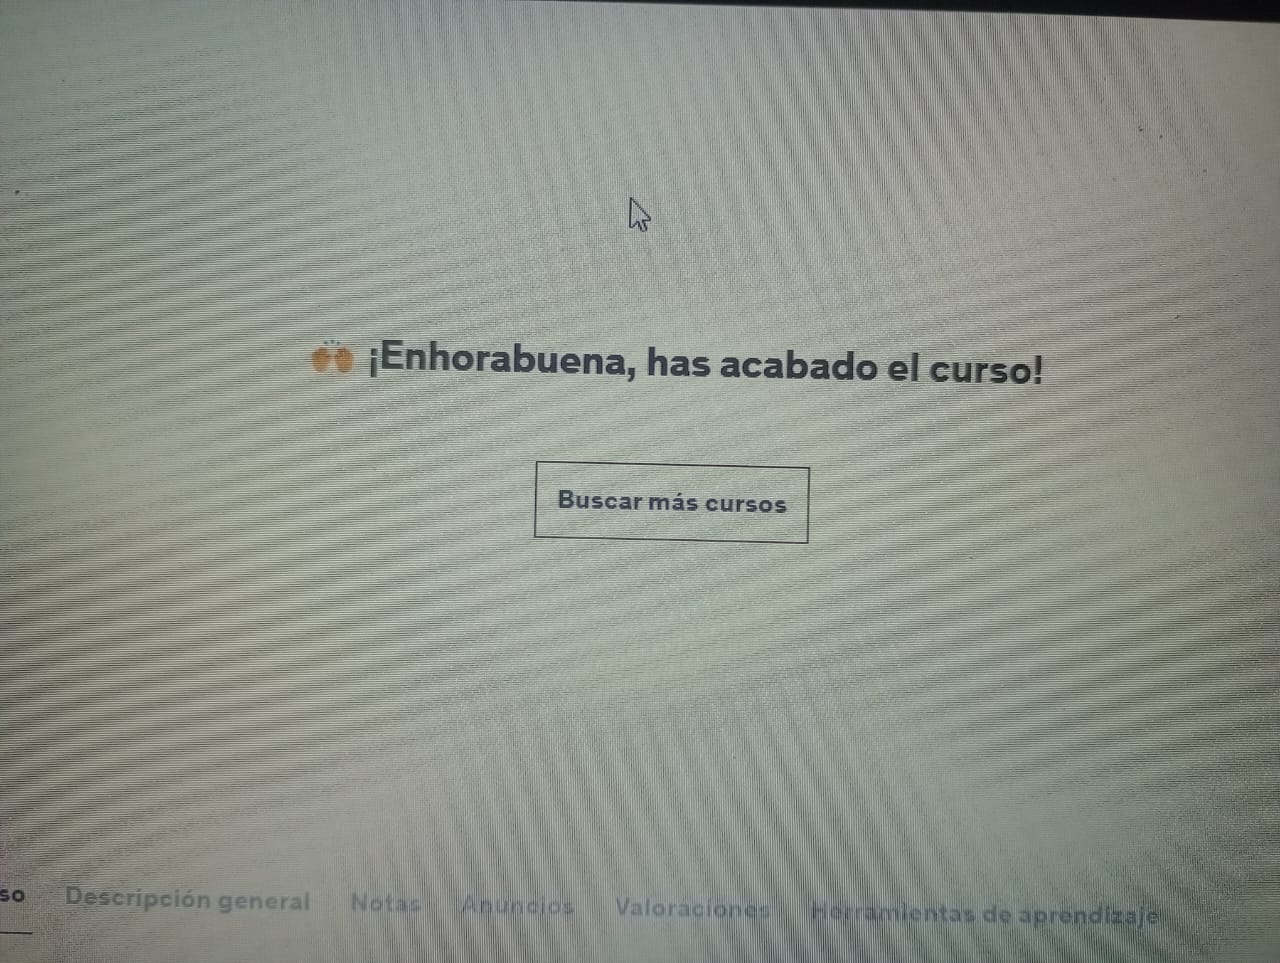 ¡Enhorabuena, has acabado el curso!
Buscar más cursos
so Descripción general Notas Anuncios Valoraciones Herramientas de aprendizaje